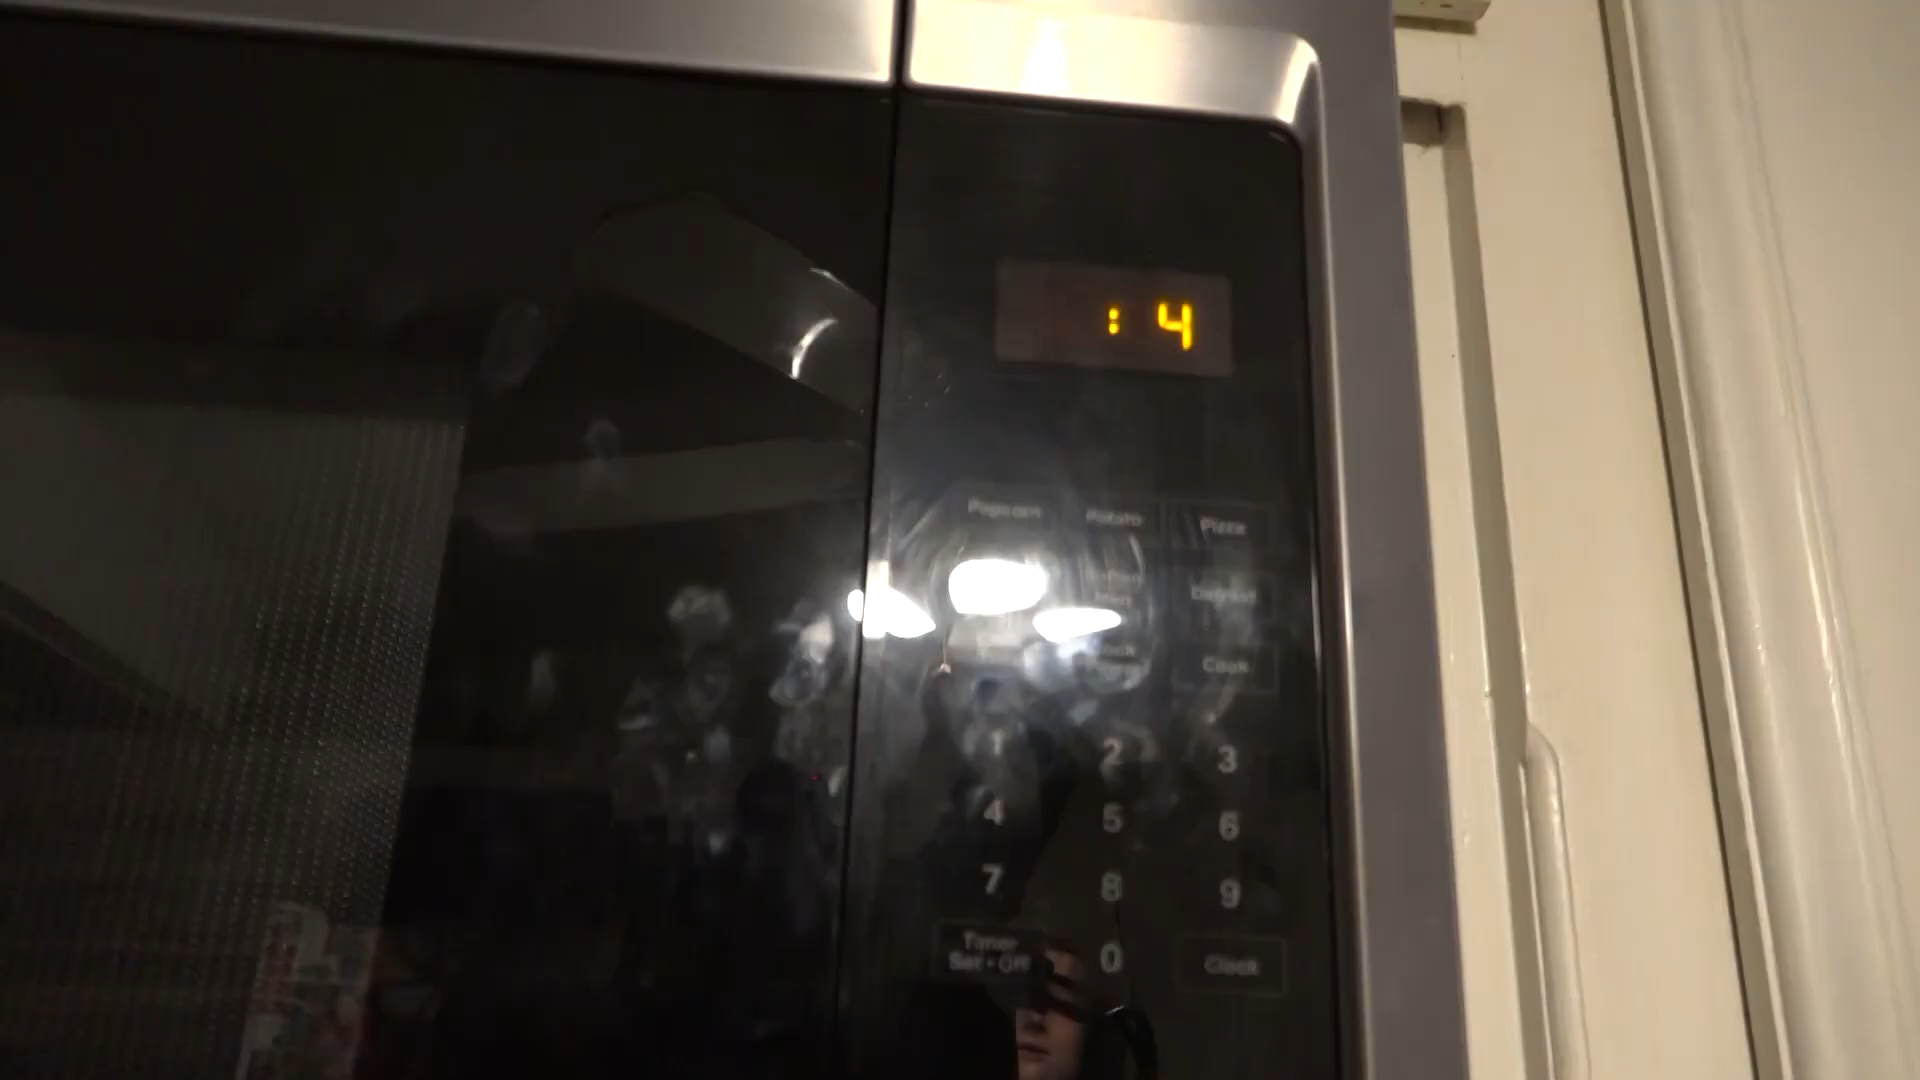 : 4
Popcorn Potato Pizza
Defrost
Cook
1 2 3
4 5 6
7 8 9
Timer
Set•Off 0 Clock